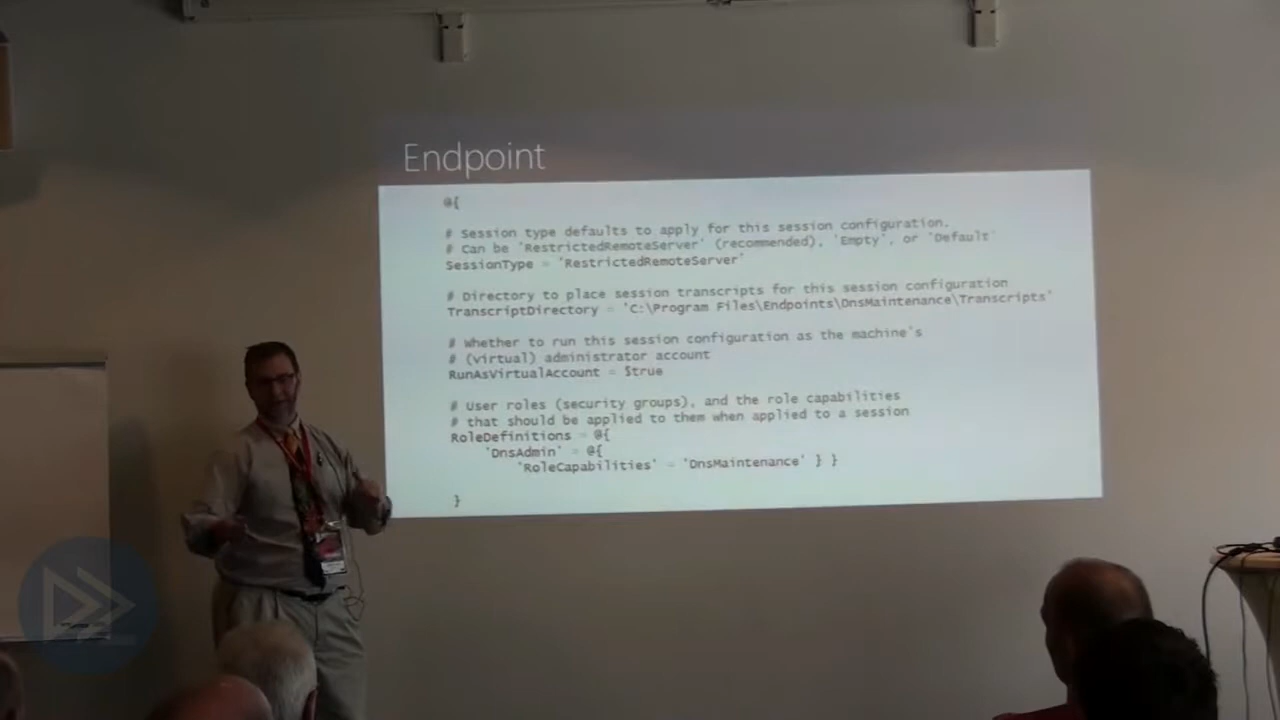 Endpoint
@{
# Session type defaults to apply for this session configuration.
# Can be 'RestrictedRemoteServer' (recommended), 'Empty', or 'Default'
SessionType = 'RestrictedRemoteServer'
# Directory to place session transcripts for this session configuration
TranscriptDirectory = 'C:\Program Files\Endpoints\DnsMaintenance\Transcripts'
# Whether to run this session configuration as the machine's
# (virtual) administrator account
RunAsVirtualAccount = $true
# User roles (security groups), and the role capabilities
# that should be applied to them when applied to a session
RoleDefinitions = @{
'DnsAdmin' = @{
'RoleCapabilities' = 'DnsMaintenance' } }
}